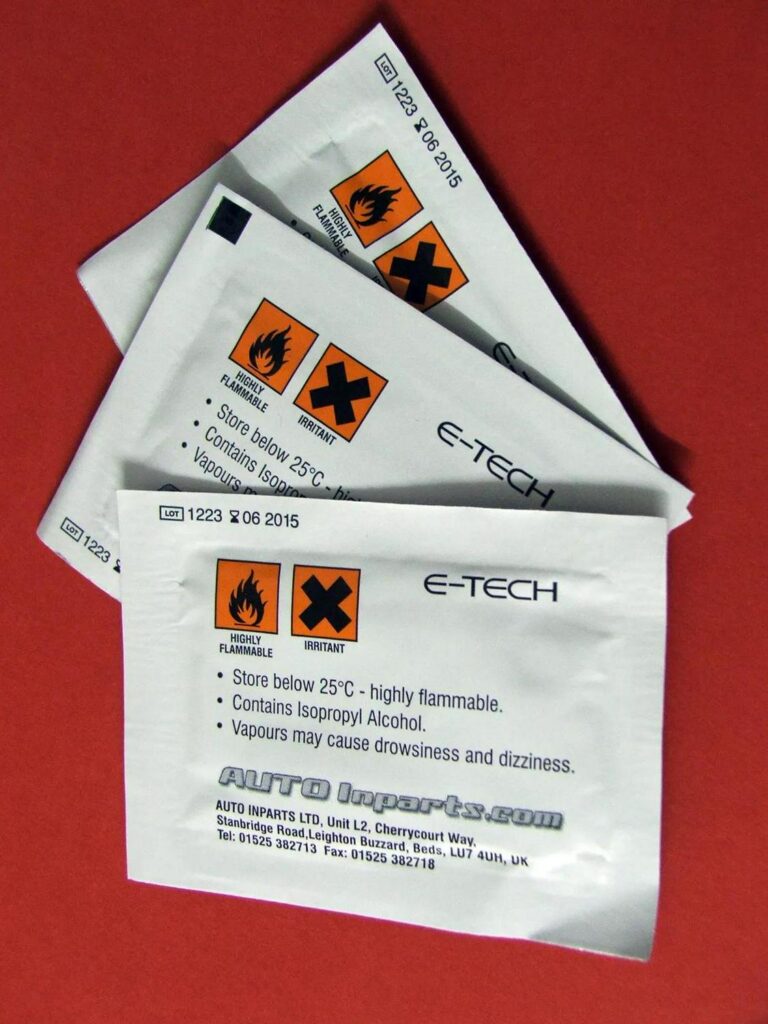 LOT 1223 06 2015
HIGHLY
FLAMMABLE
HIGHLY
FLAMMABLE
IRRITANT
E-TECH
• Store below 25°C - hig
• Contains Isoprop
• Vapours m
LOT 1223
LOT 1223 06 2015
E-TECH
HIGHLY
FLAMMABLE
IRRITANT
• Store below 25°C - highly flammable.
• Contains Isopropyl Alcohol.
• Vapours may cause drowsiness and dizziness.
AUTO Inparts.com
AUTO INPARTS LTD, Unit L2, Cherrycourt Way,
Stanbridge Road,Leighton Buzzard, Beds, LU7 4UH, UK
Tel: 01525 382713 Fax: 01525 382718